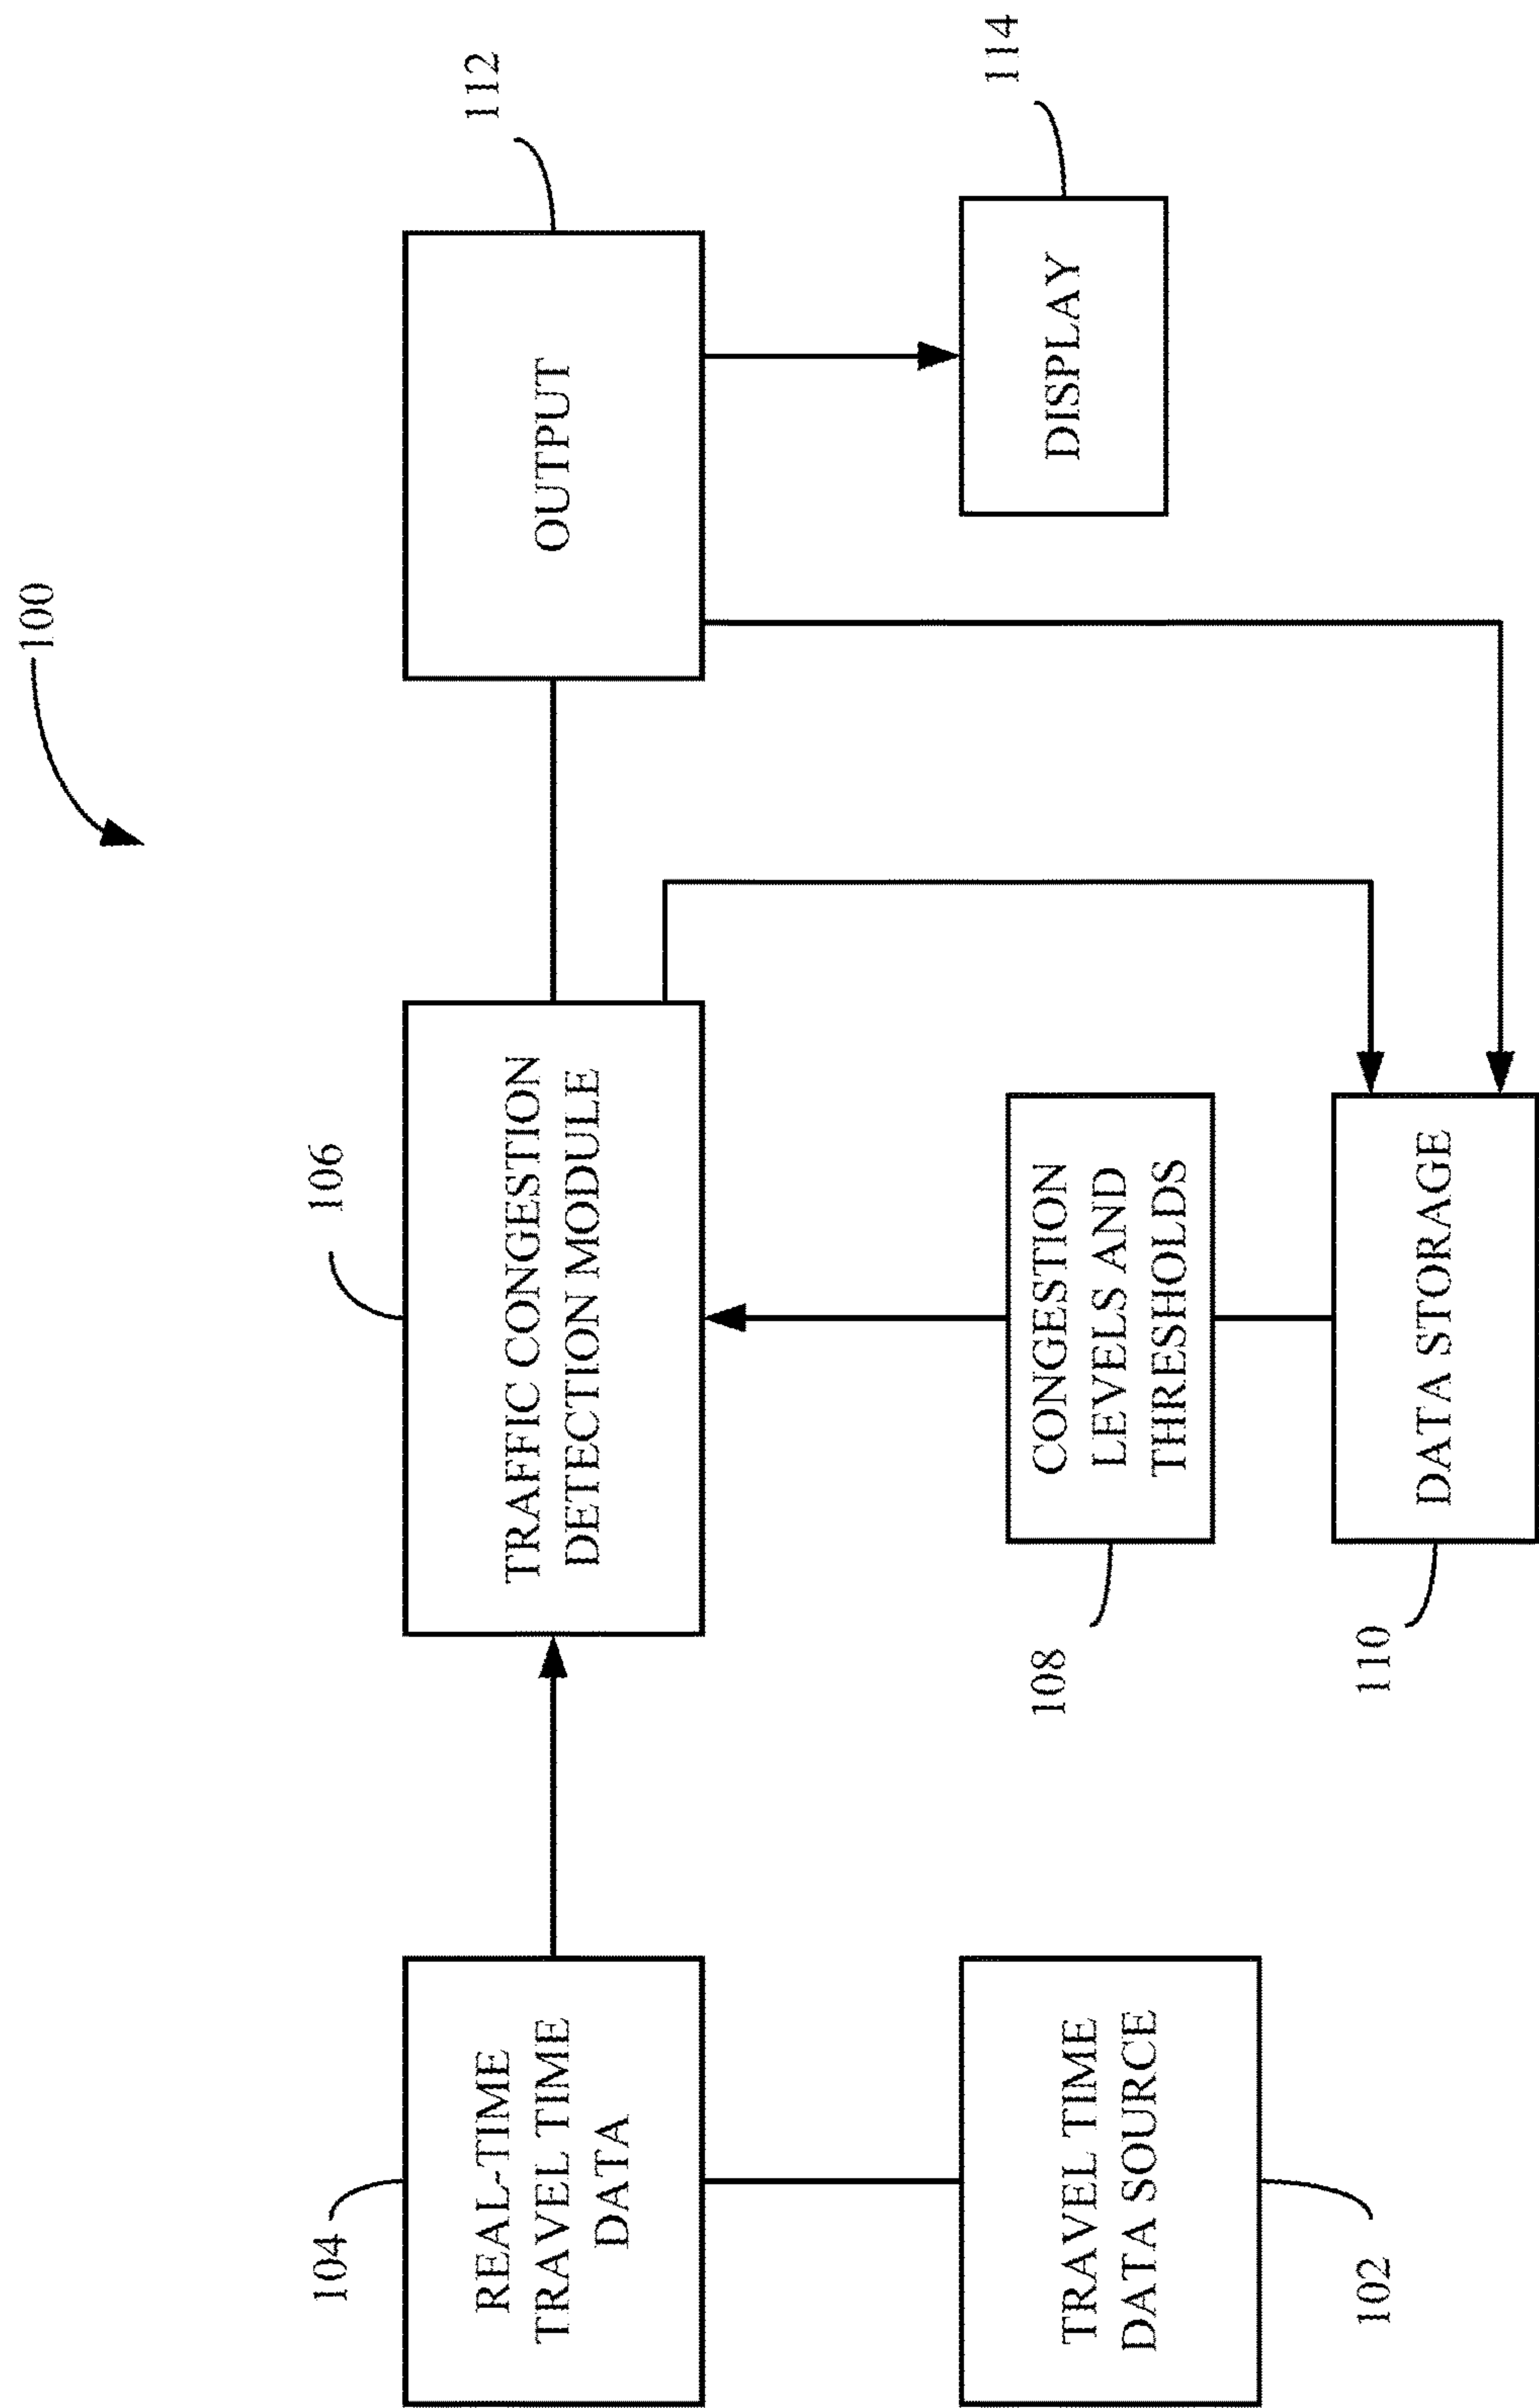 100
104
REAL-TIME
TRAVEL TIME
DATA
106
TRAFFIC CONGESTION
DETECTION MODULE
OUTPUT
112
TRAVEL TIME
DATA SOURCE
102
CONGESTION
LEVELS AND
THRESHOLDS
108
DISPLAY
114
DATA STORAGE
110